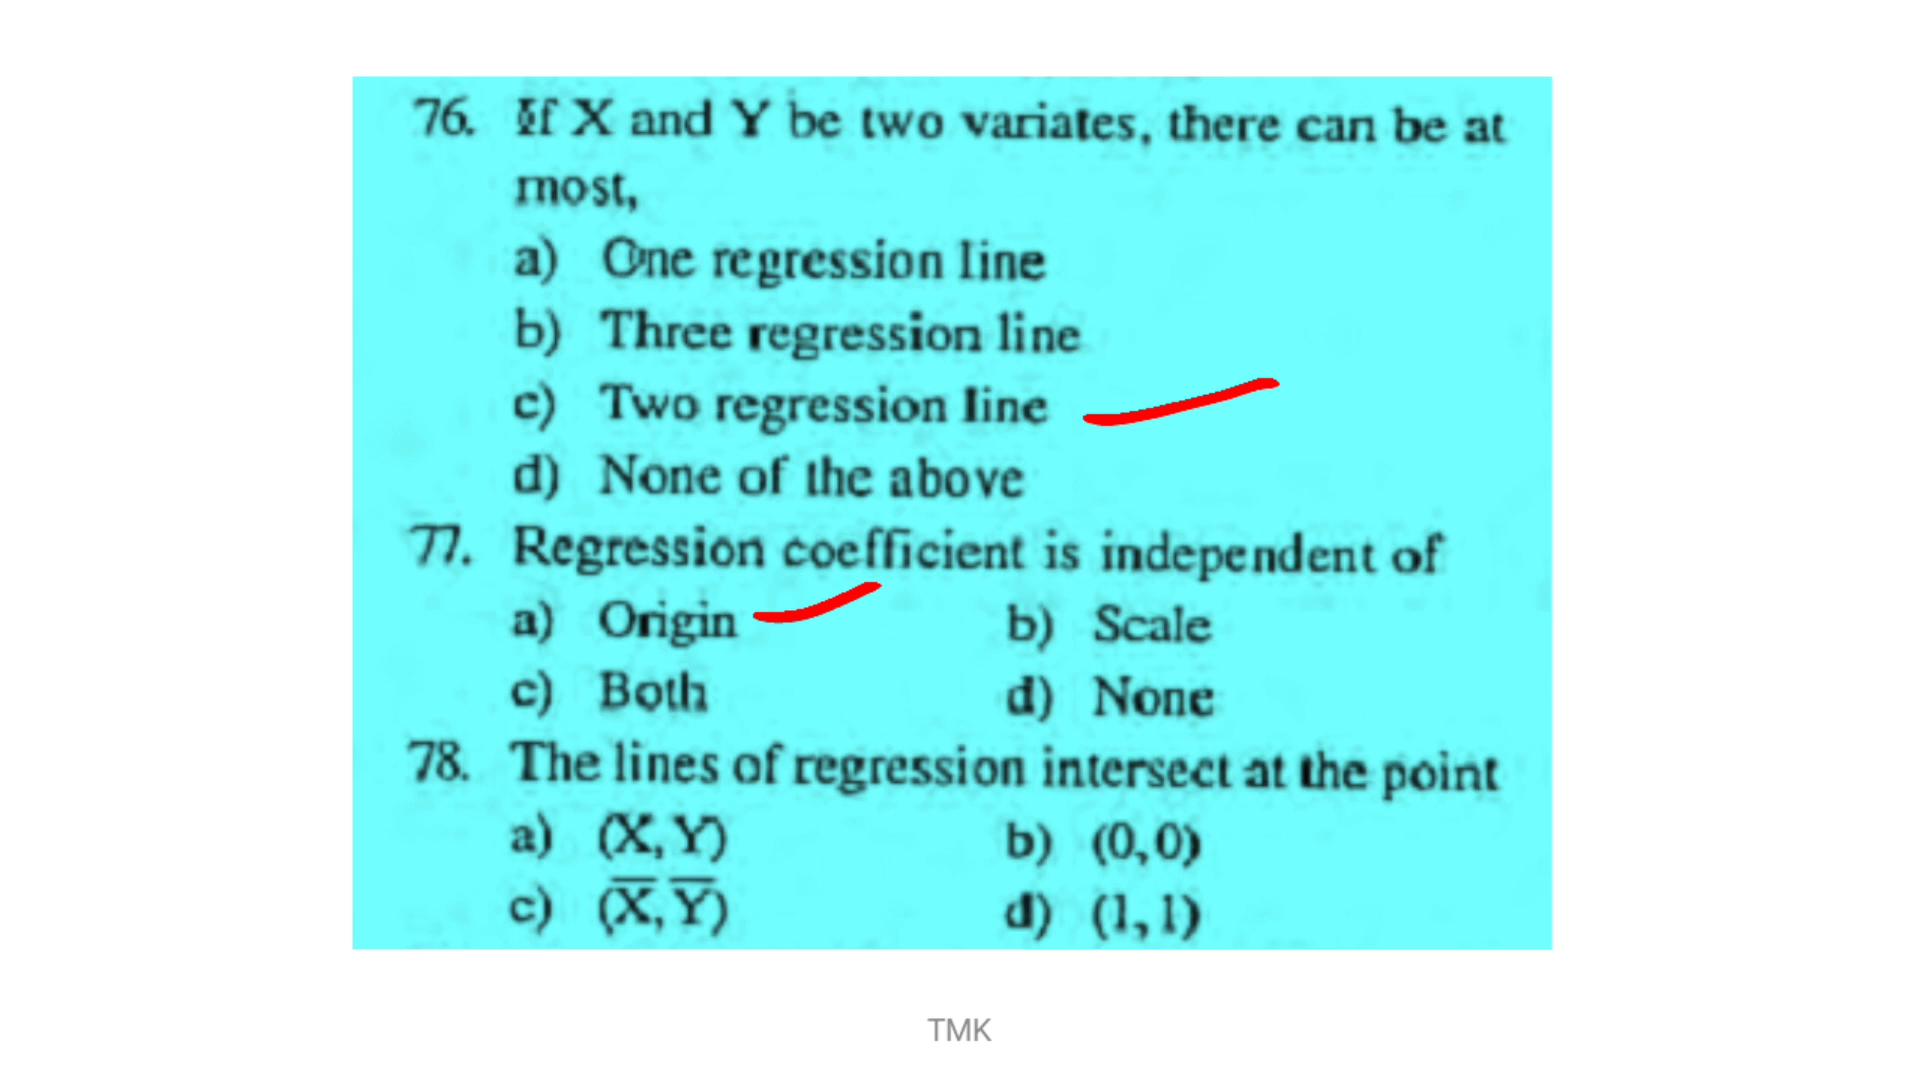 76. If X and Y be two variates, there can be at
most,
a) One regression line
b) Three regression line
c) Two regression line
d) None of the above
77. Regression coefficient is independent of
a) Origin b) Scale
c) Both d) None
78. The lines of regression intersect at the point
a) (X, Y) b) (0,0)
c) (X̅, Y̅) d) (1, 1)
TMK